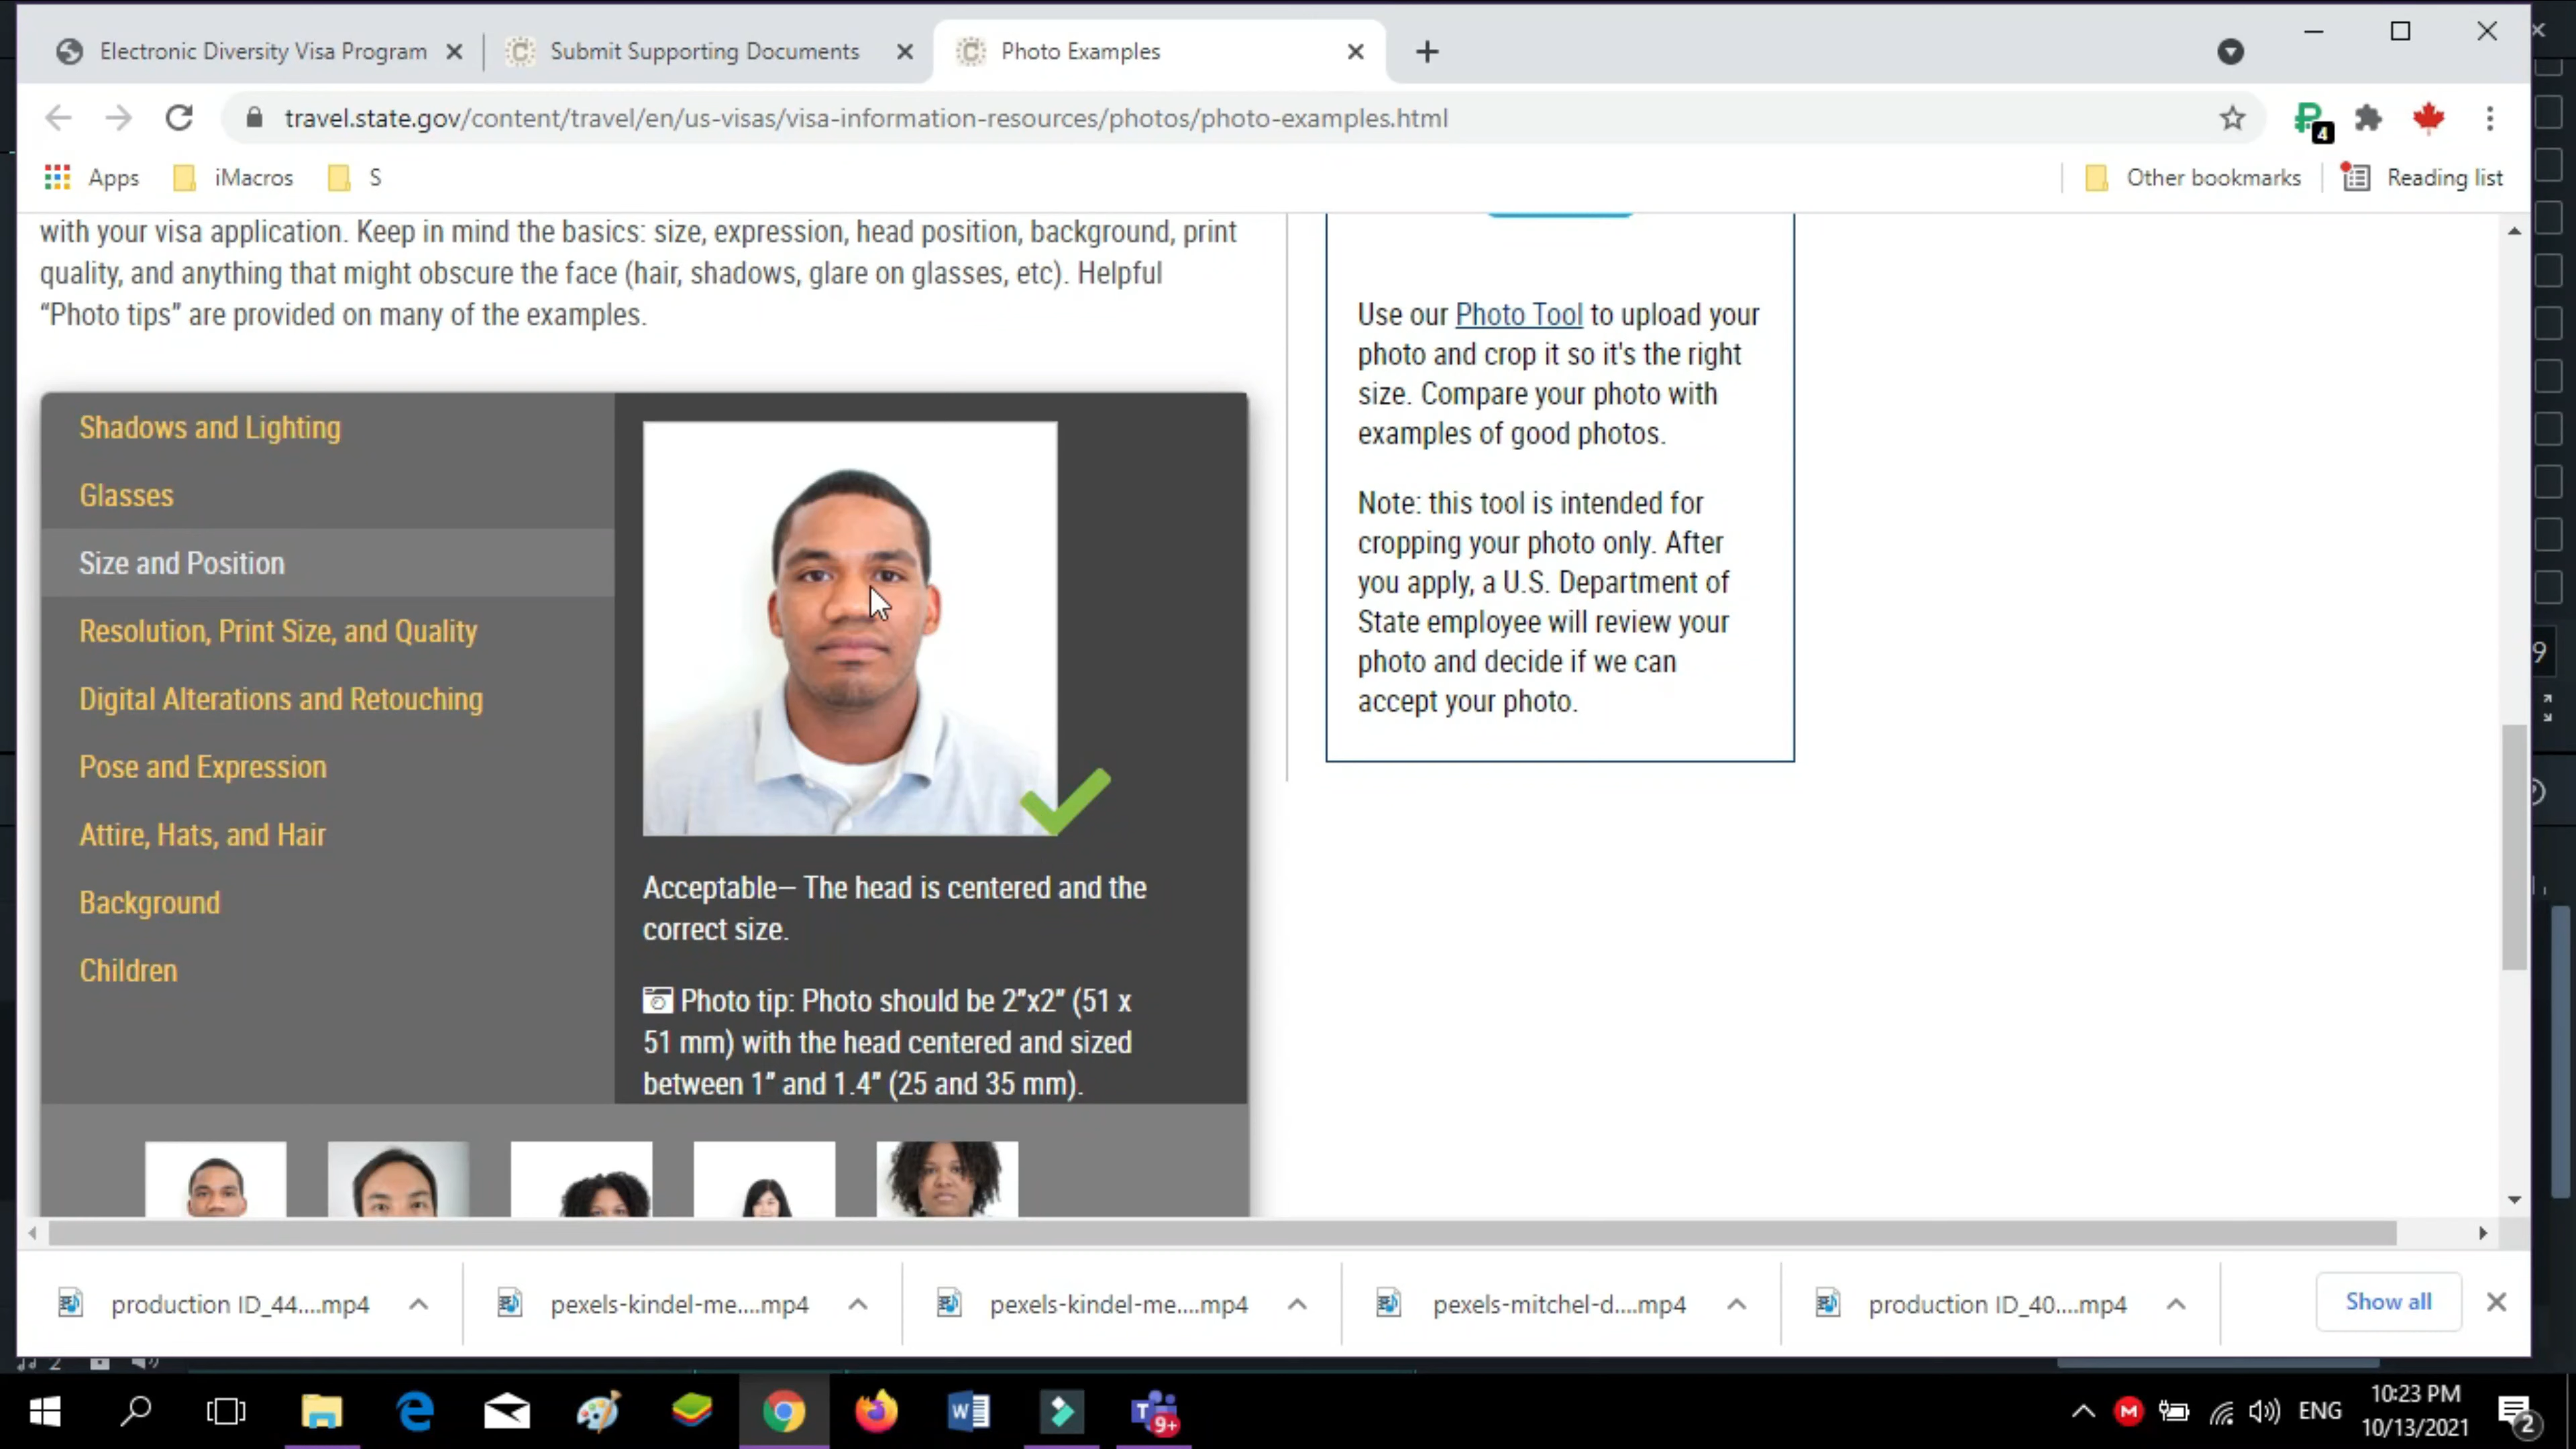 Electronic Diversity Visa Program
Submit Supporting Documents
Photo Examples
travel.state.gov/content/travel/en/us-visas/visa-information-resources/photos/photo-examples.html
4
Apps
iMacros
S
Other bookmarks
Reading list
with your visa application. Keep in mind the basics: size, expression, head position, background, print
quality, and anything that might obscure the face (hair, shadows, glare on glasses, etc). Helpful
“Photo tips” are provided on many of the examples.
Shadows and Lighting
Glasses
Size and Position
Resolution, Print Size, and Quality
Digital Alterations and Retouching
Pose and Expression
Attire, Hats, and Hair
Background
Children
Acceptable— The head is centered and the
correct size.
Photo tip: Photo should be 2”x2” (51 x
51 mm) with the head centered and sized
between 1” and 1.4” (25 and 35 mm).
Use our Photo Tool to upload your
photo and crop it so it's the right
size. Compare your photo with
examples of good photos.
Note: this tool is intended for
cropping your photo only. After
you apply, a U.S. Department of
State employee will review your
photo and decide if we can
accept your photo.
9
production ID_44....mp4
pexels-kindel-me....mp4
pexels-kindel-me....mp4
pexels-mitchel-d....mp4
production ID_40....mp4
Show all
2
9+
ENG
10:23 PM
10/13/2021
2